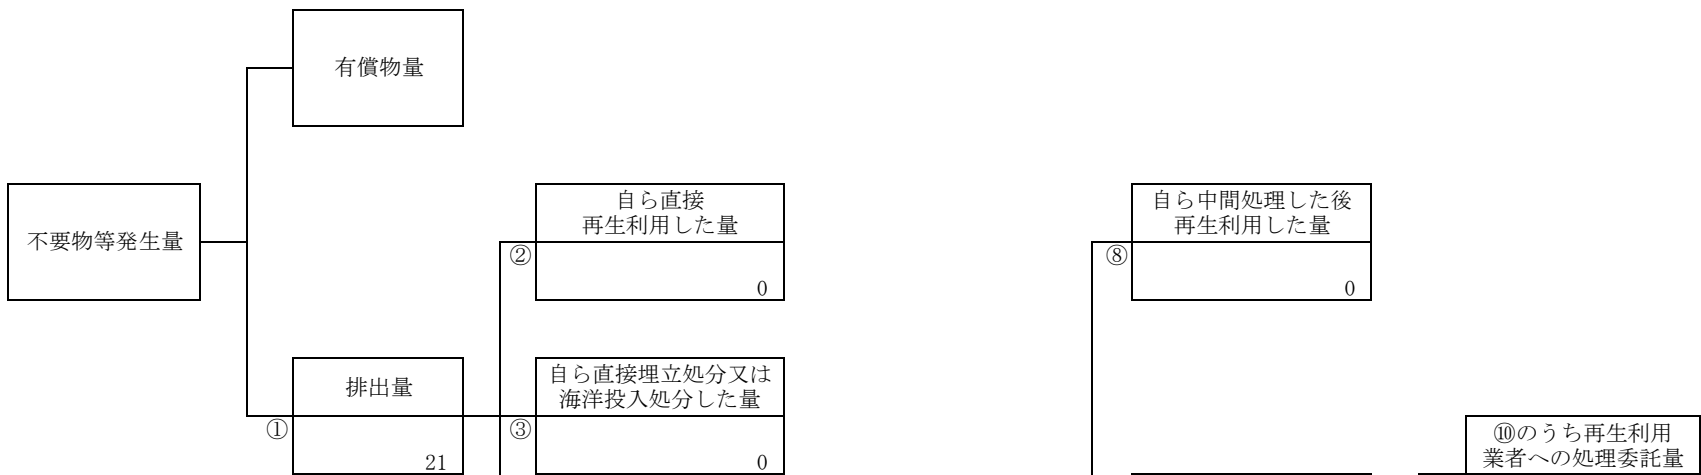 有償物量
不要物等発生量
自ら直接
再生利用した量
②
0
自ら中間処理した後
再生利用した量
⑧
0
排出量
①
21
自ら直接埋立処分又は
海洋投入処分した量
③
0
⑩のうち再生利用
業者への処理委託量